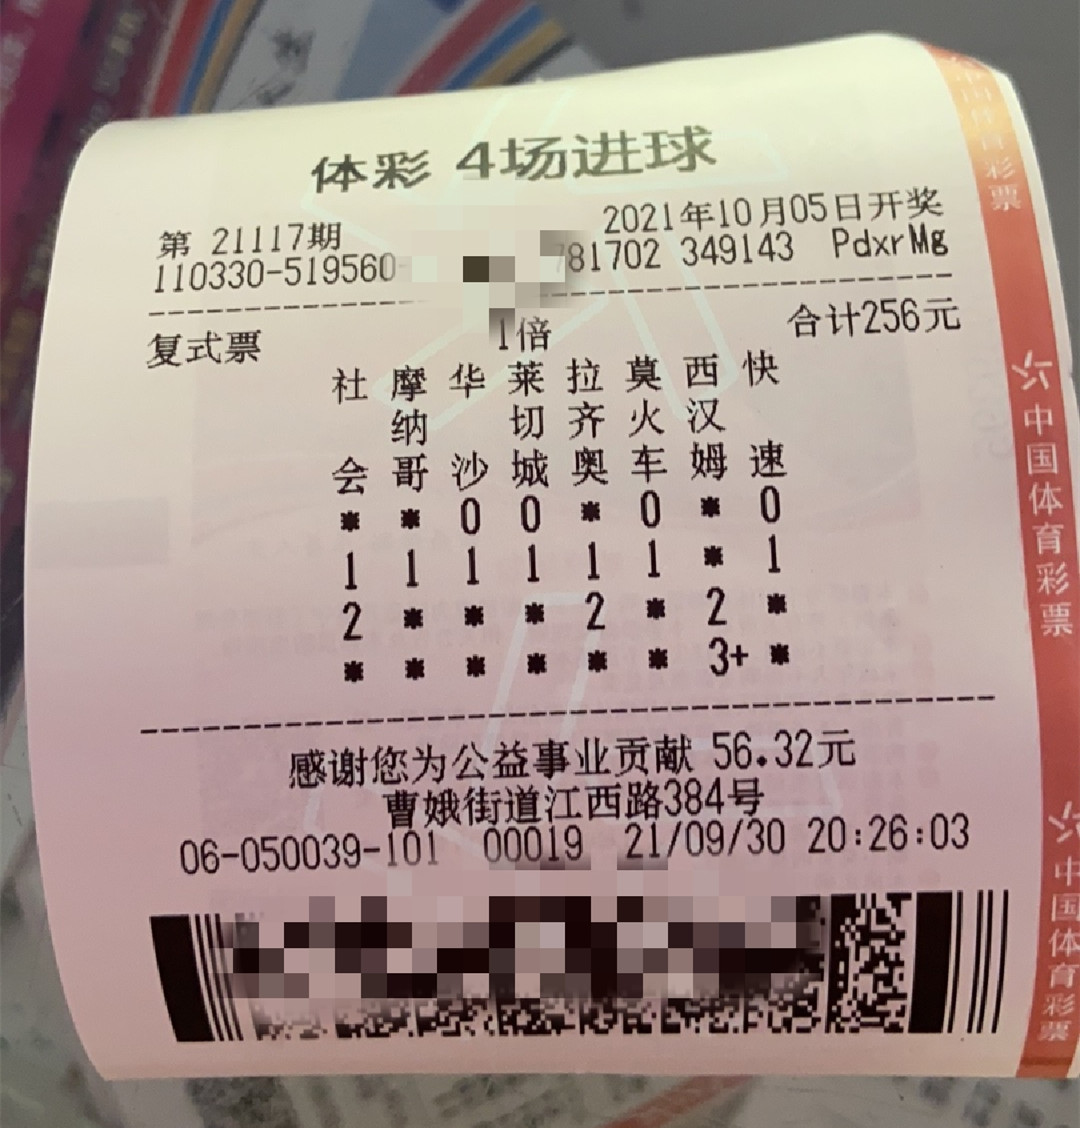 体彩 4场进球
第 21117期 2021年10月05日开奖
110330-519560- 781702 349143 PdxrMg
复式票 1倍 合计256元
社 摩 华 莱 拉 莫 西 快
纳 切 齐 火 汉
会 哥 沙 城 奥 车 姆 速
* * 0 0 * 0 * 0
1 1 1 1 1 1 * 1
2 * * * 2 * 2 *
* * * * * * 3+ *
感谢您为公益事业贡献 56.32元
曹娥街道江西路384号
06-050039-101 00019 21/09/30 20:26:03
彩票
中国体育彩票
中国体育彩票